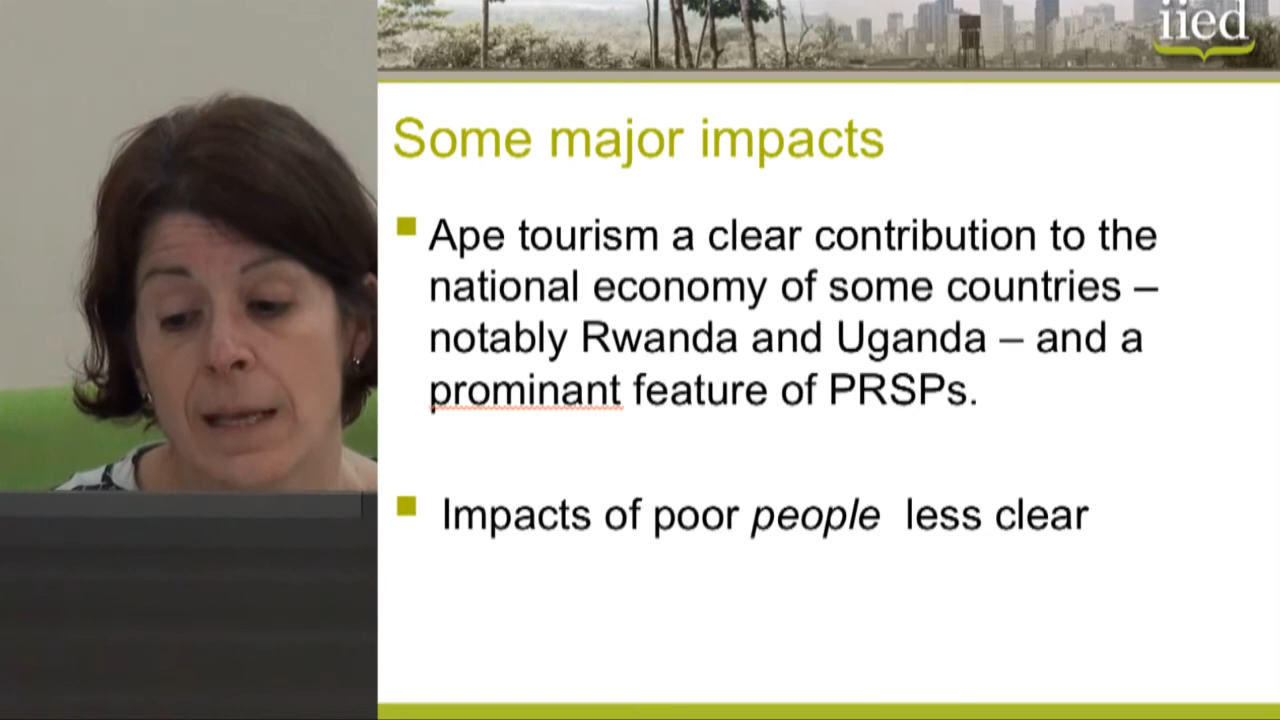 iied
Some major impacts
Ape tourism a clear contribution to the
national economy of some countries –
notably Rwanda and Uganda – and a
prominant feature of PRSPs.
Impacts of poor people less clear